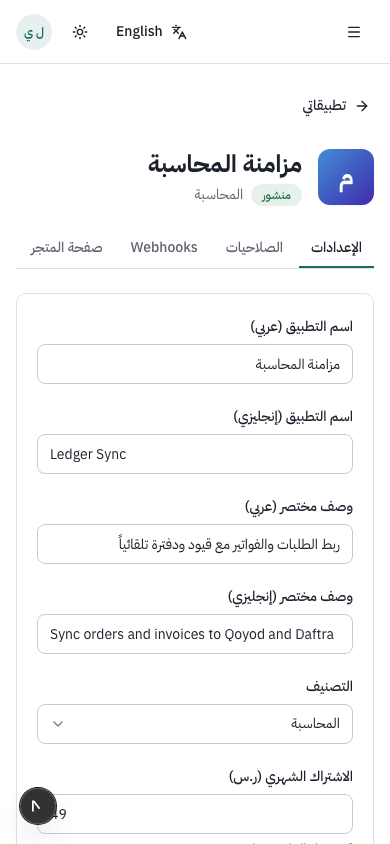 ل ي
English
تطبيقاتي
م
مزامنة المحاسبة
منشور
المحاسبة
الإعدادات
الصلاحيات
Webhooks
صفحة المتجر
اسم التطبيق (عربي)
مزامنة المحاسبة
اسم التطبيق (إنجليزي)
Ledger Sync
وصف مختصر (عربي)
ربط الطلبات والفواتير مع قيود ودفترة تلقائياً
وصف مختصر (إنجليزي)
Sync orders and invoices to Qoyod and Daftra
التصنيف
المحاسبة
الاشتراك الشهري (ر.س)